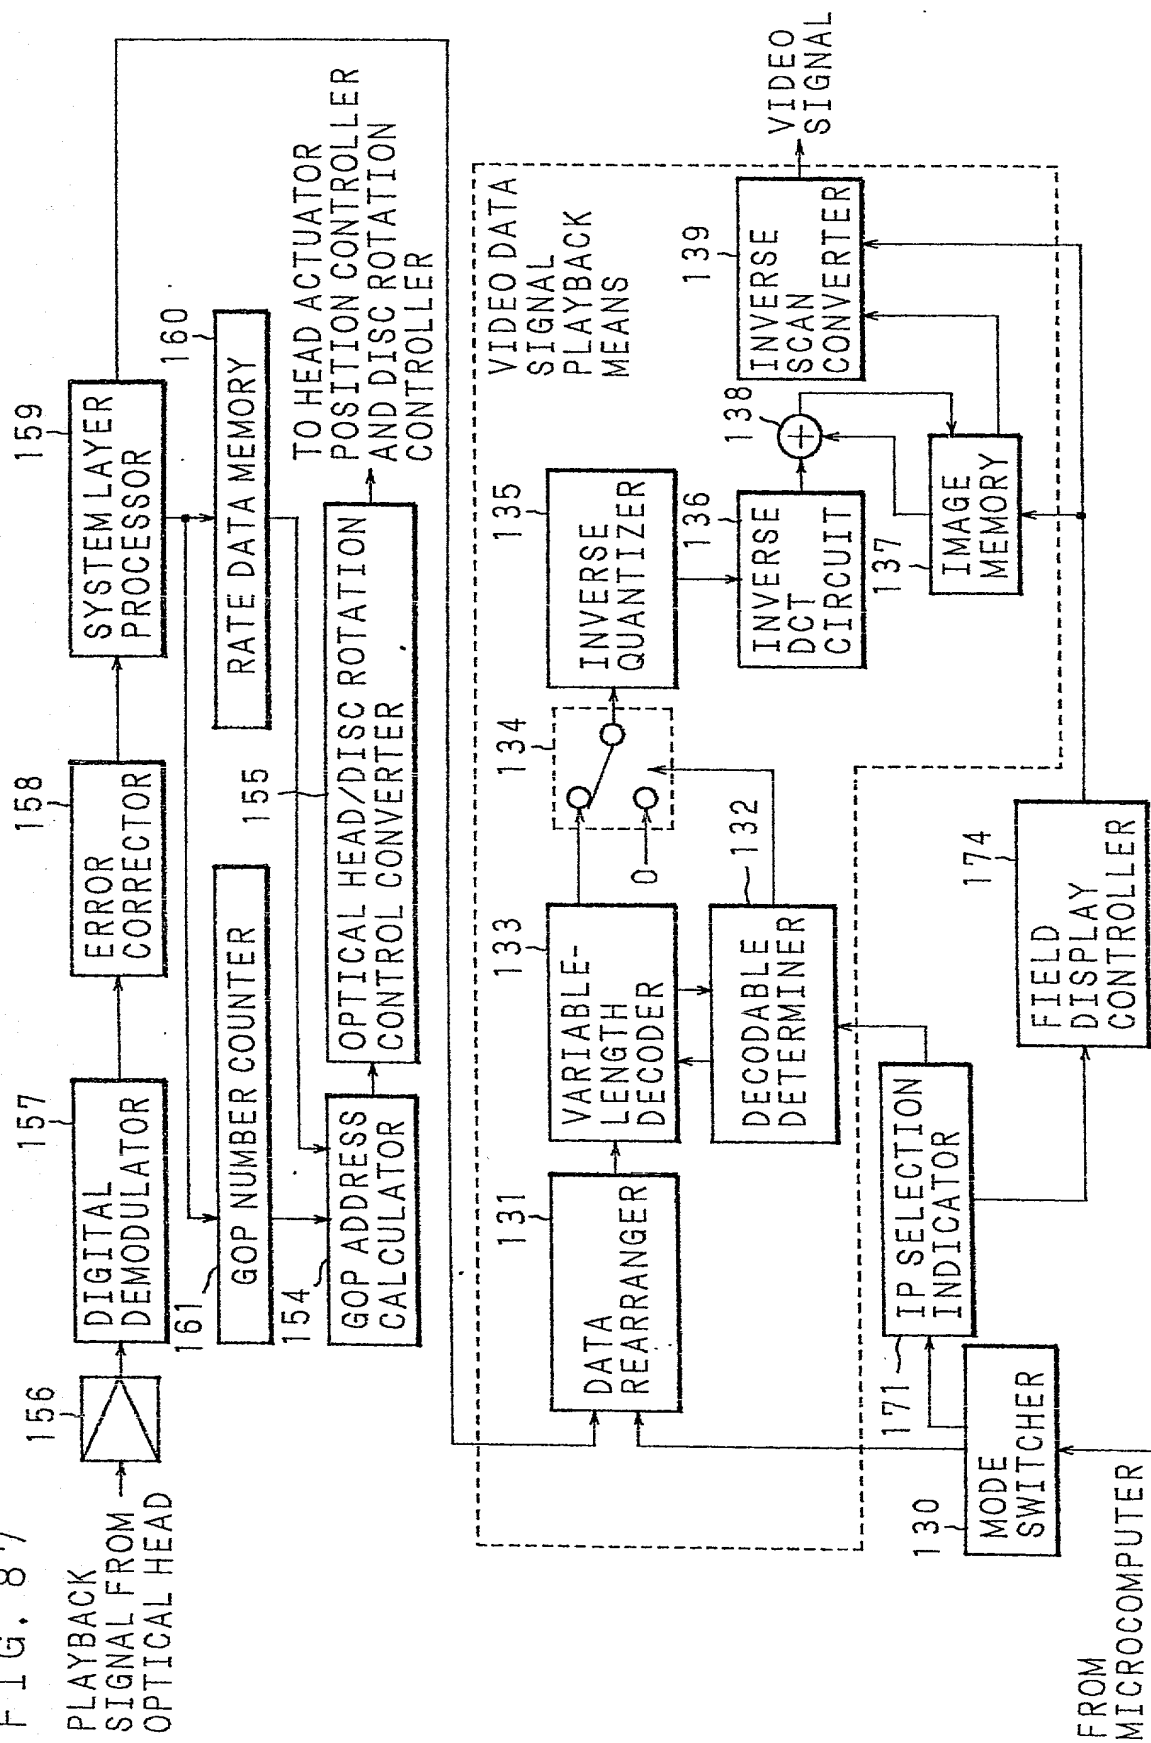 FIG. 87
PLAYBACK
SIGNAL FROM
OPTICAL HEAD
156
157
DIGITAL
DEMODULATOR
158
ERROR
CORRECTOR
159
SYSTEM LAYER
PROCESSOR
161
GOP NUMBER COUNTER
160
RATE DATA MEMORY
154
GOP ADDRESS
CALCULATOR
155
OPTICAL HEAD/DISC ROTATION
CONTROL CONVERTER
TO HEAD ACTUATOR
POSITION CONTROLLER
AND DISC ROTATION
CONTROLLER
VIDEO DATA
SIGNAL
PLAYBACK
MEANS
131
DATA
REARRANGER
133
VARIABLE-
LENGTH
DECODER
132
DECODABLE
DETERMINER
134
0
135
INVERSE
QUANTIZER
136
INVERSE
DCT
CIRCUIT
138
+
137
IMAGE
MEMORY
139
INVERSE
SCAN
CONVERTER
VIDEO
SIGNAL
130
MODE
SWITCHER
171
IP SELECTION
INDICATOR
174
FIELD
DISPLAY
CONTROLLER
FROM
MICROCOMPUTER